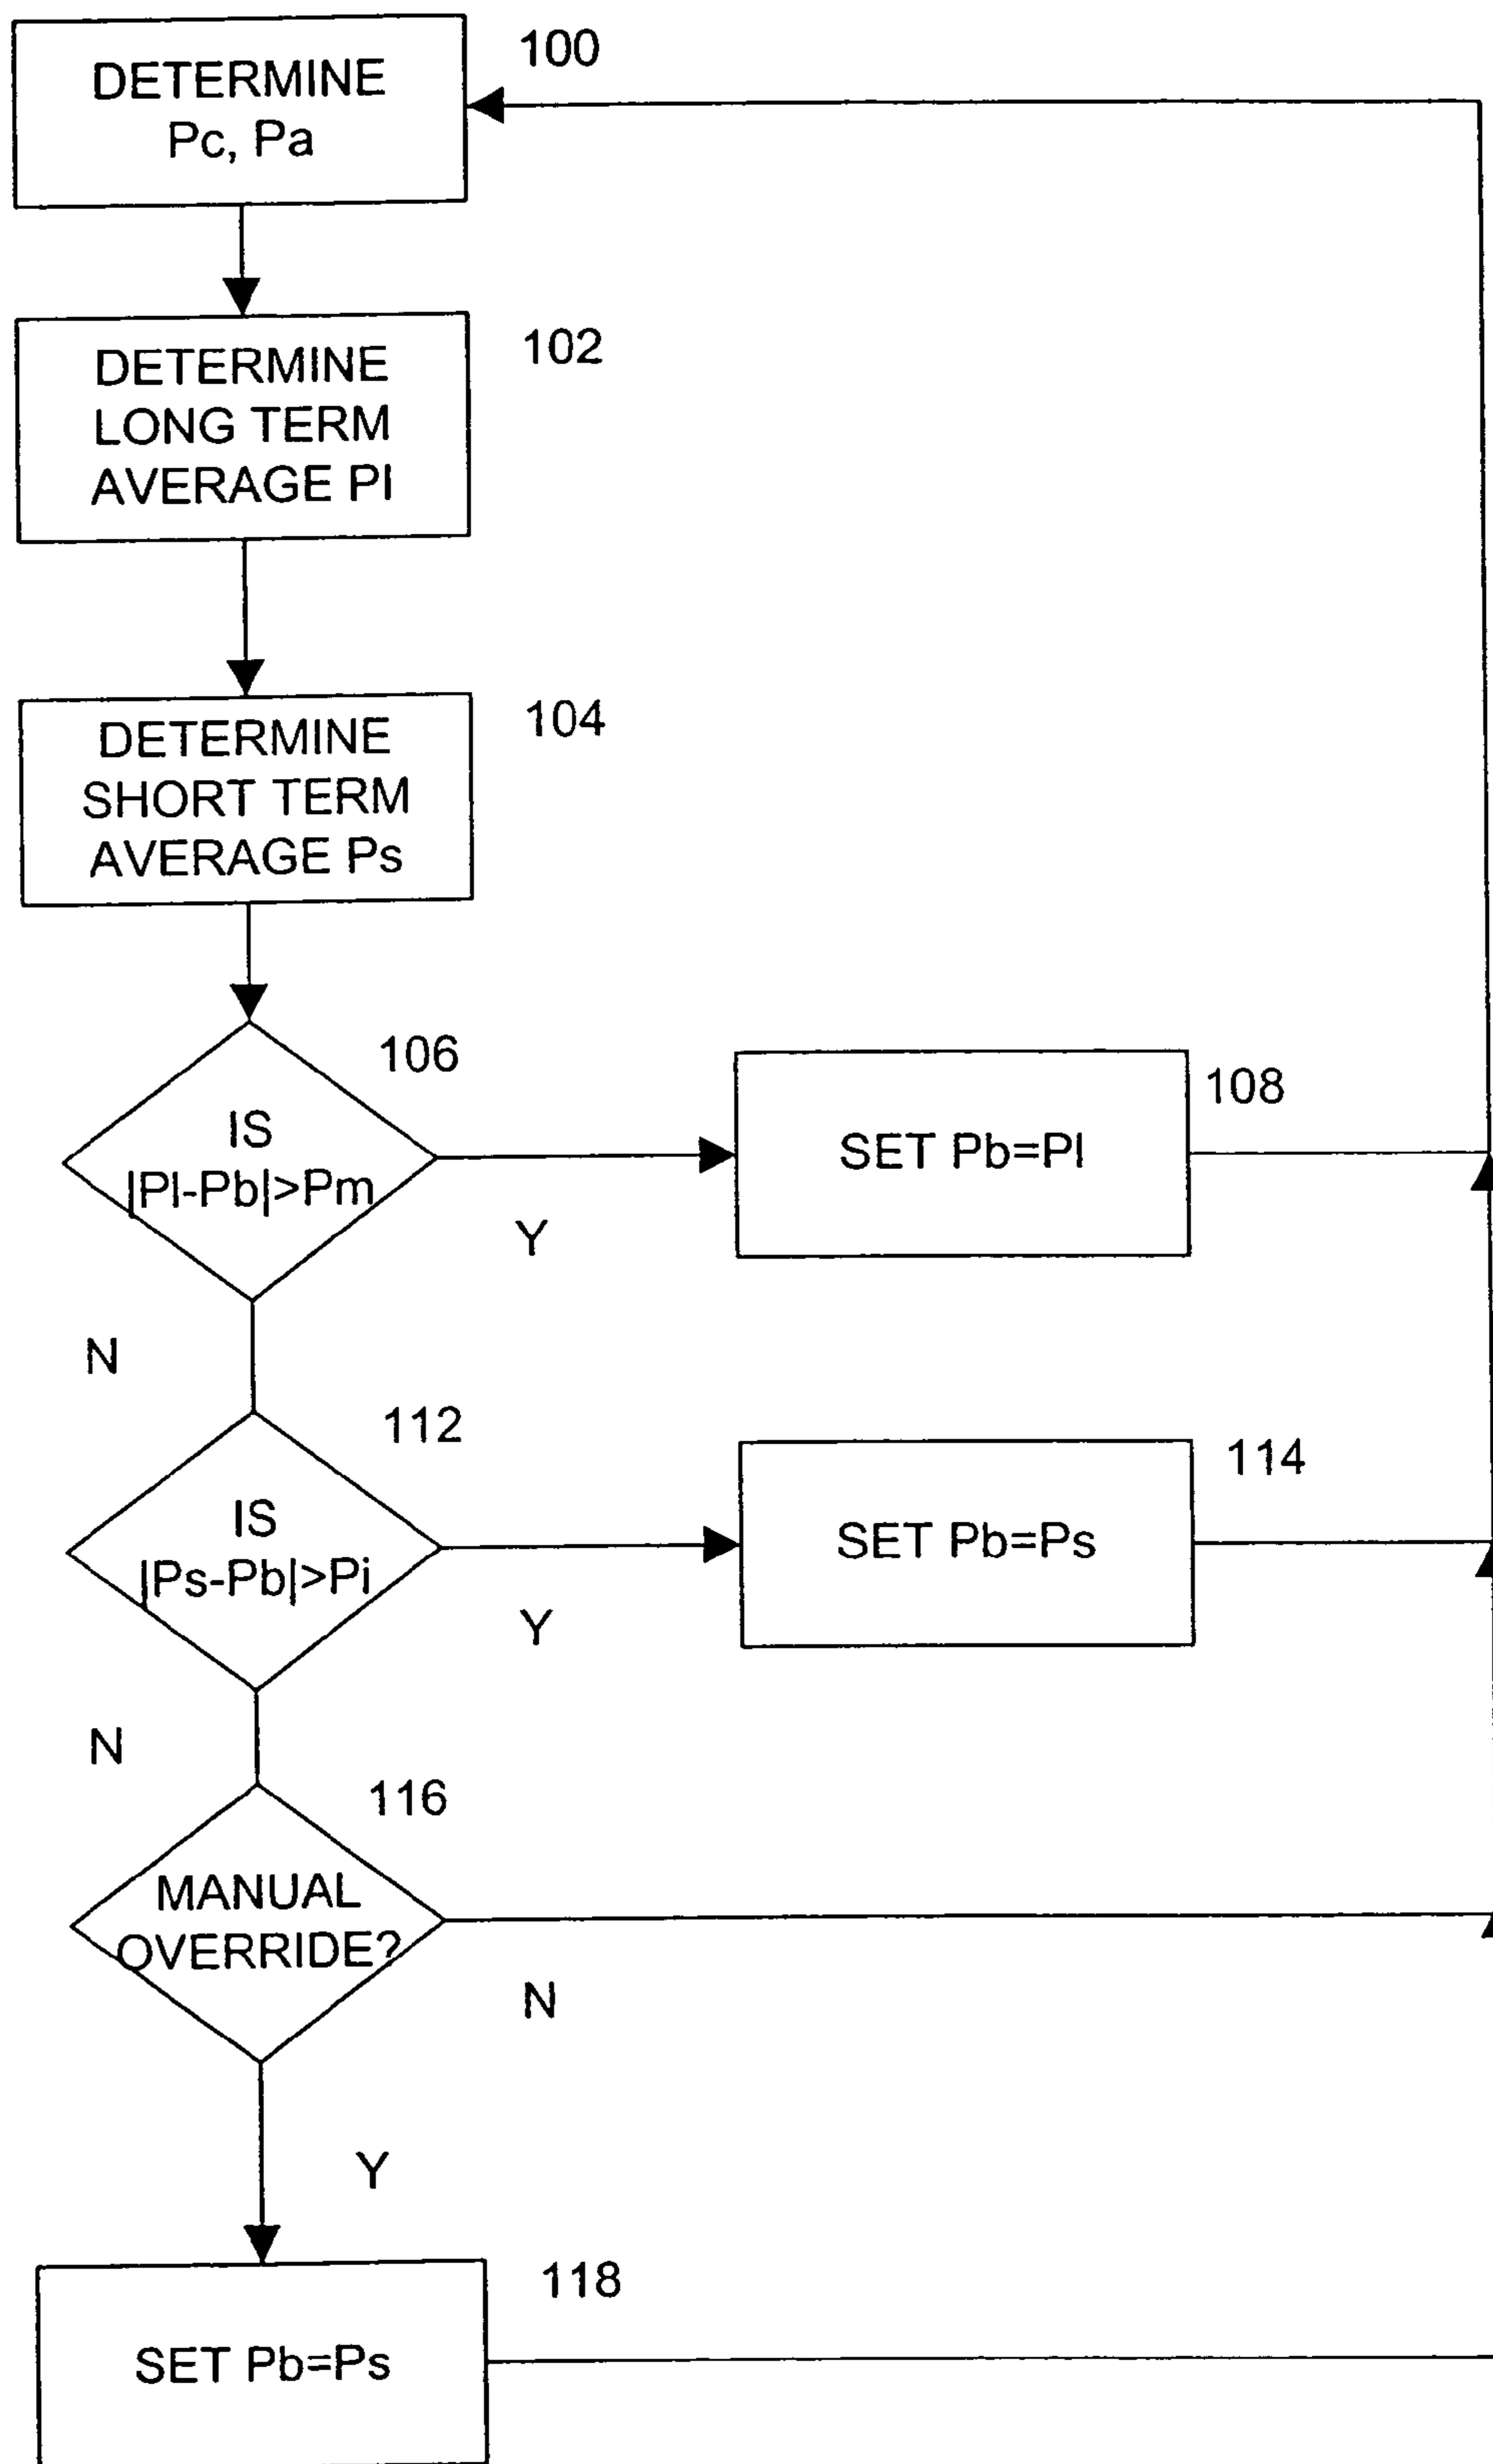 100
DETERMINE
Pc, Pa
102
DETERMINE
LONG TERM
AVERAGE Pl
104
DETERMINE
SHORT TERM
AVERAGE Ps
106
IS
|Pl-Pb|>Pm
Y
108
SET Pb=Pl
N
112
IS
|Ps-Pb|>Pi
Y
114
SET Pb=Ps
N
116
MANUAL
OVERRIDE?
N
Y
118
SET Pb=Ps